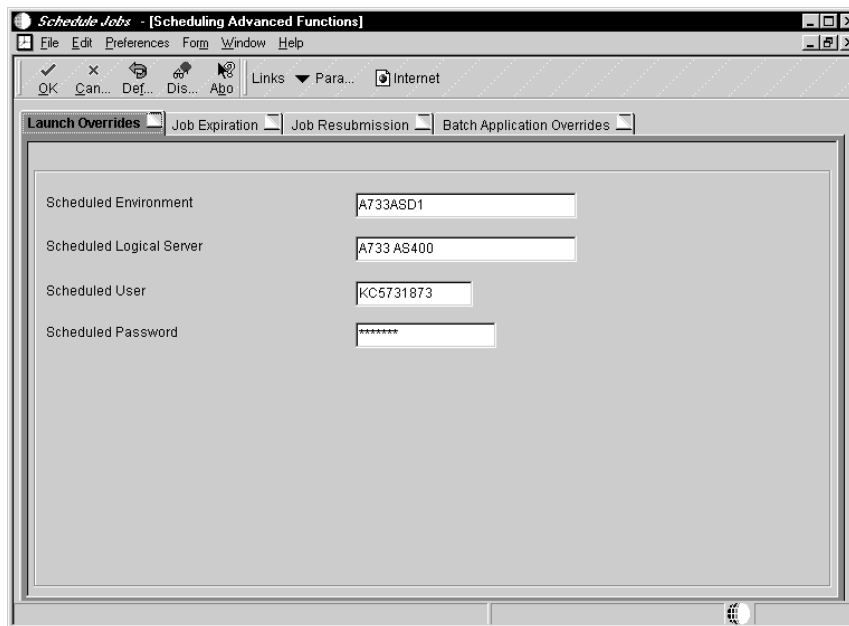 Schedule Jobs - [Scheduling Advanced Functions]
File Edit Preferences Form Window Help
OK Can... Def... Dis... Abo Links Para... Internet
Launch Overrides Job Expiration Job Resubmission Batch Application Overrides
Scheduled Environment A733ASD1
Scheduled Logical Server A733 AS400
Scheduled User KC5731873
Scheduled Password *******